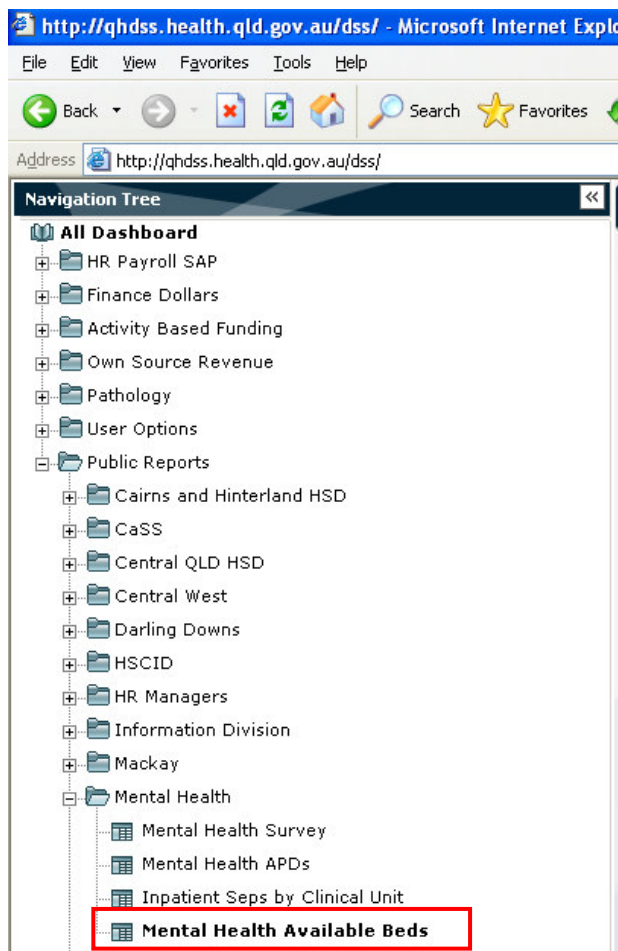 http://qhdss.health.qld.gov.au/dss/ - Microsoft Internet Explo
File Edit View Favorites Tools Help
Back Search Favorites
Address http://qhdss.health.qld.gov.au/dss/
Navigation Tree
All Dashboard
HR Payroll SAP
Finance Dollars
Activity Based Funding
Own Source Revenue
Pathology
User Options
Public Reports
Cairns and Hinterland HSD
CaSS
Central QLD HSD
Central West
Darling Downs
HSCID
HR Managers
Information Division
Mackay
Mental Health
Mental Health Survey
Mental Health APDs
Inpatient Seps by Clinical Unit
Mental Health Available Beds